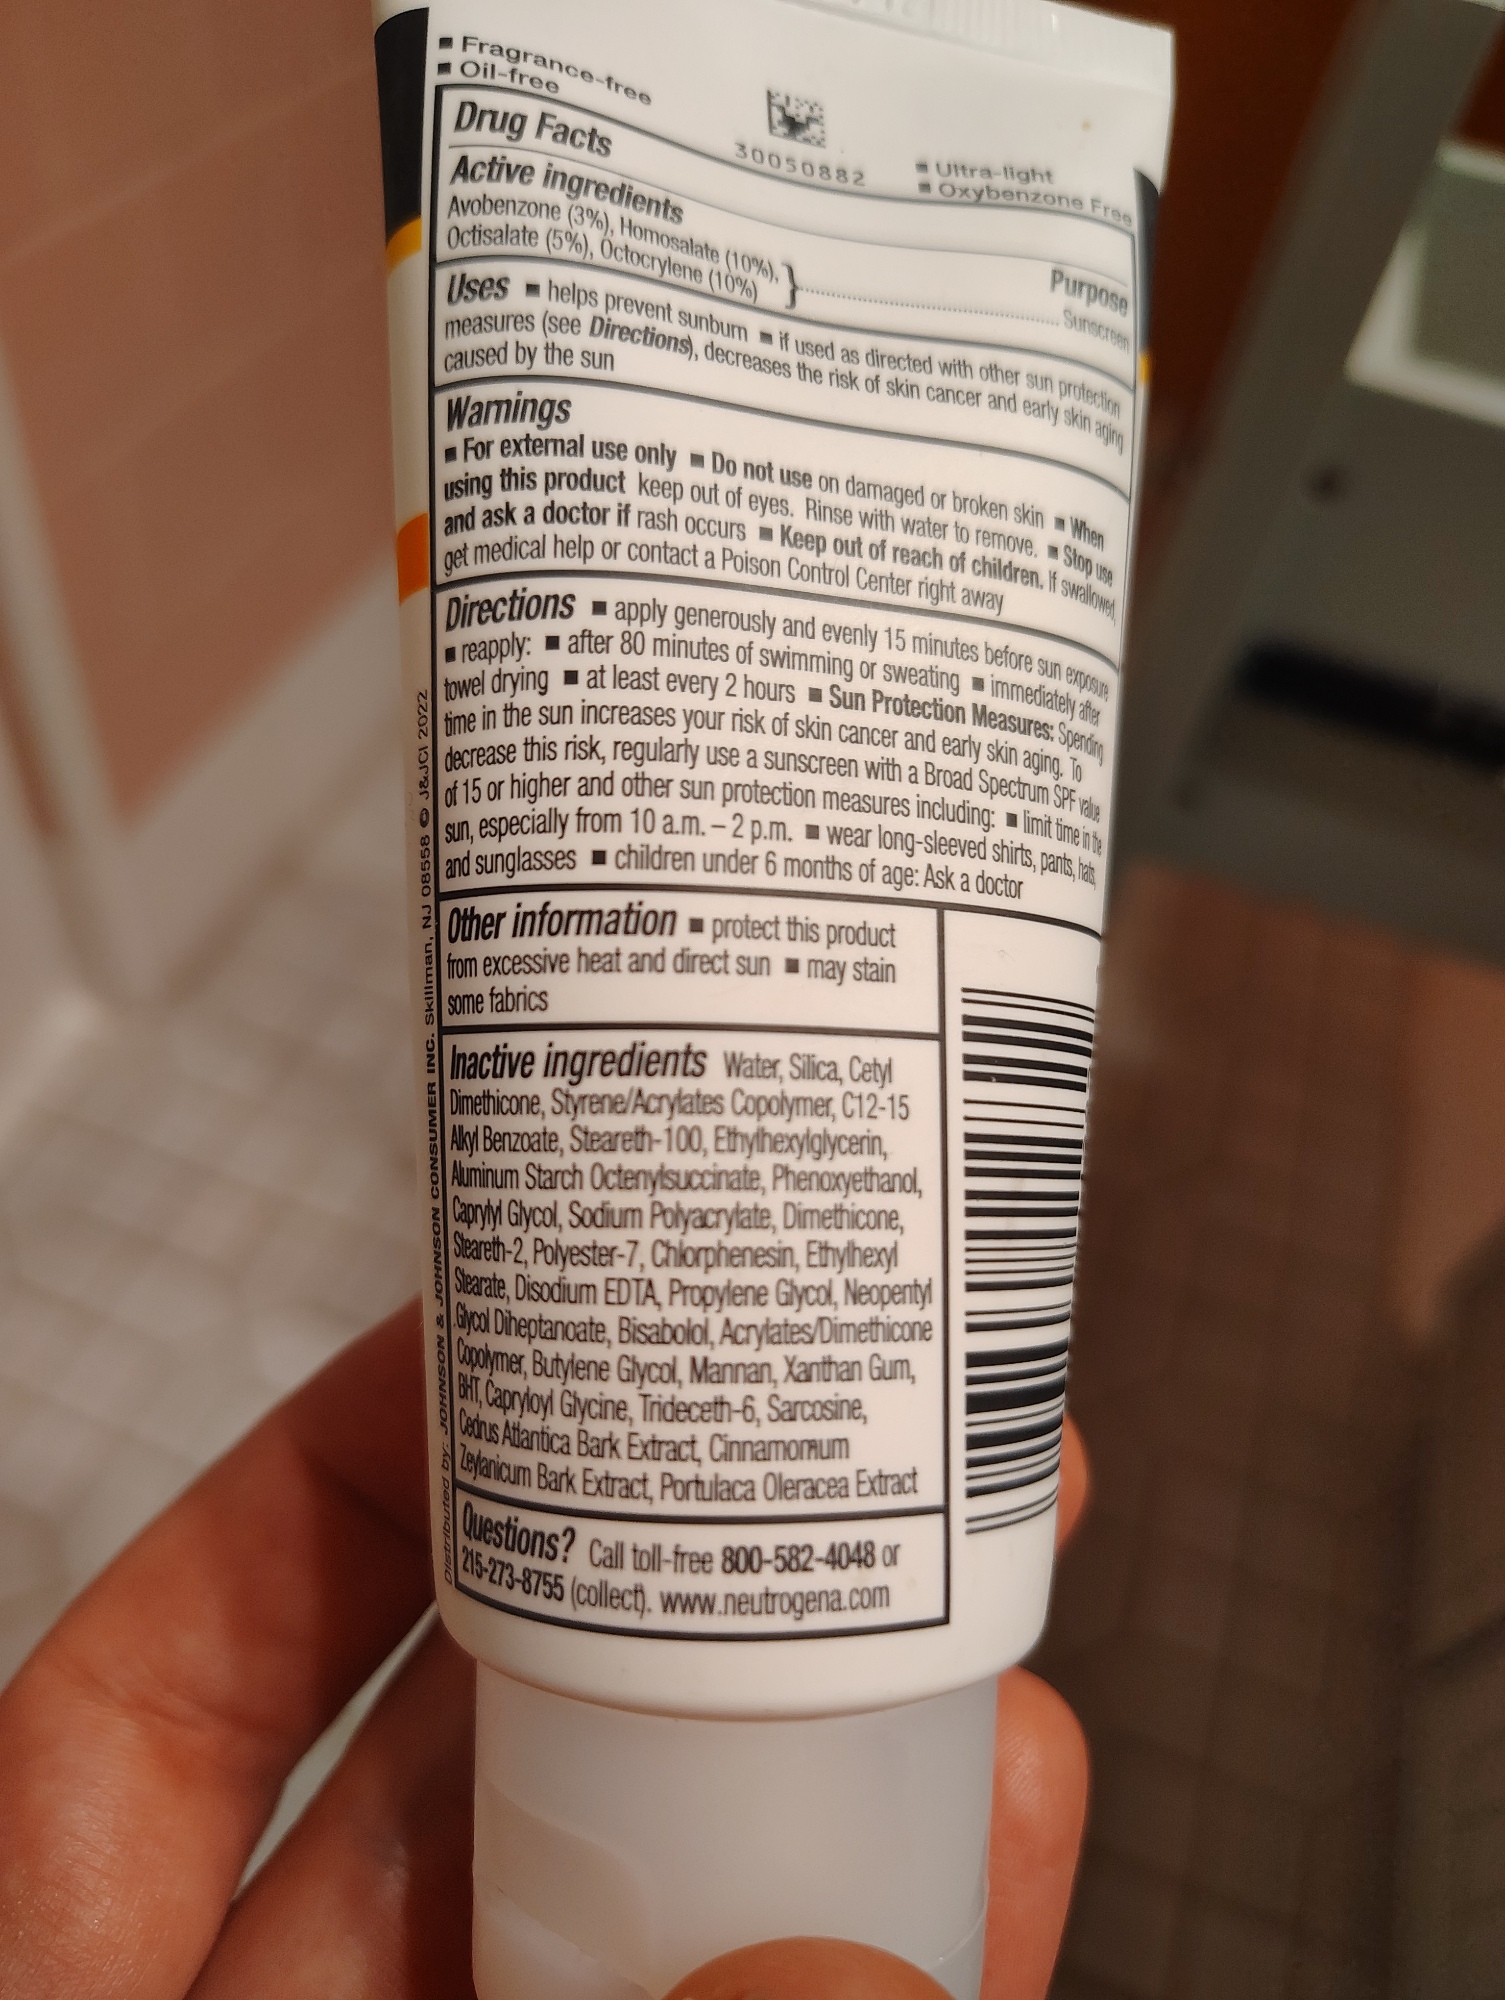 ▪ Fragrance-free
▪ Oil-free
30050882
▪ Ultra-light
▪ Oxybenzone Free
Drug Facts
Active ingredients
Purpose
Avobenzone (3%), Homosalate (10%),
Octisalate (5%), Octocrylene (10%) }.......................... Sunscreen
Uses ▪ helps prevent sunburn ▪ if used as directed with other sun protection
measures (see Directions), decreases the risk of skin cancer and early skin aging
caused by the sun
Warnings
▪ For external use only ▪ Do not use on damaged or broken skin ▪ When
using this product keep out of eyes. Rinse with water to remove. ▪ Stop use
and ask a doctor if rash occurs ▪ Keep out of reach of children. If swallowed,
get medical help or contact a Poison Control Center right away
Directions ▪ apply generously and evenly 15 minutes before sun exposure
▪ reapply: ▪ after 80 minutes of swimming or sweating ▪ immediately after
towel drying ▪ at least every 2 hours ▪ Sun Protection Measures: Spending
time in the sun increases your risk of skin cancer and early skin aging. To
decrease this risk, regularly use a sunscreen with a Broad Spectrum SPF value
of 15 or higher and other sun protection measures including: ▪ limit time in the
sun, especially from 10 a.m. – 2 p.m. ▪ wear long-sleeved shirts, pants, hats,
and sunglasses ▪ children under 6 months of age: Ask a doctor
Other information ▪ protect this product
from excessive heat and direct sun ▪ may stain
some fabrics
Inactive ingredients Water, Silica, Cetyl
Dimethicone, Styrene/Acrylates Copolymer, C12-15
Alkyl Benzoate, Steareth-100, Ethylhexylglycerin,
Aluminum Starch Octenylsuccinate, Phenoxyethanol,
Caprylyl Glycol, Sodium Polyacrylate, Dimethicone,
Steareth-2, Polyester-7, Chlorphenesin, Ethylhexyl
Stearate, Disodium EDTA, Propylene Glycol, Neopentyl
Glycol Diheptanoate, Bisabolol, Acrylates/Dimethicone
Copolymer, Butylene Glycol, Mannan, Xanthan Gum,
BHT, Capryloyl Glycine, Trideceth-6, Sarcosine,
Cedrus Atlantica Bark Extract, Cinnamomum
Zeylanicum Bark Extract, Portulaca Oleracea Extract
Questions? Call toll-free 800-582-4048 or
215-273-8755 (collect). www.neutrogena.com
Distributed by: JOHNSON & JOHNSON CONSUMER INC. Skillman, NJ 08558 © J&JCI 2022